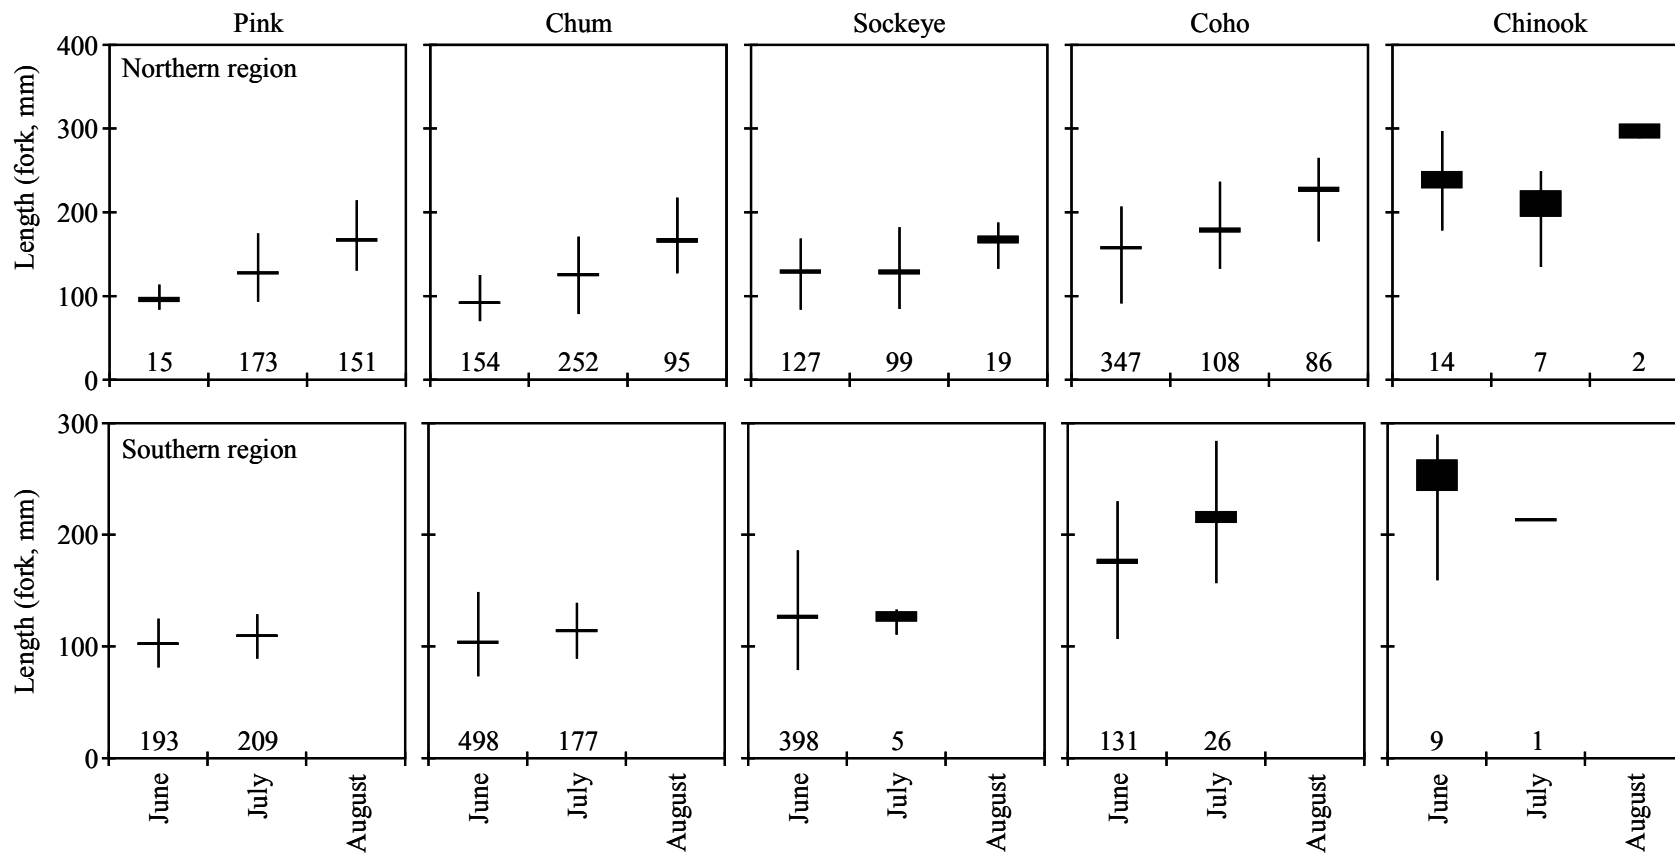 Pink Chum Sockeye Coho Chinook
Length (fork, mm)
400
300
200
100
0
Northern region
15 173 151 154 252 95 127 99 19 347 108 86 14 7 2
Length (fork, mm)
300
200
100
0
Southern region
193 209 498 177 398 5 131 26 9 1
June July August June July August June July August June July August June July August